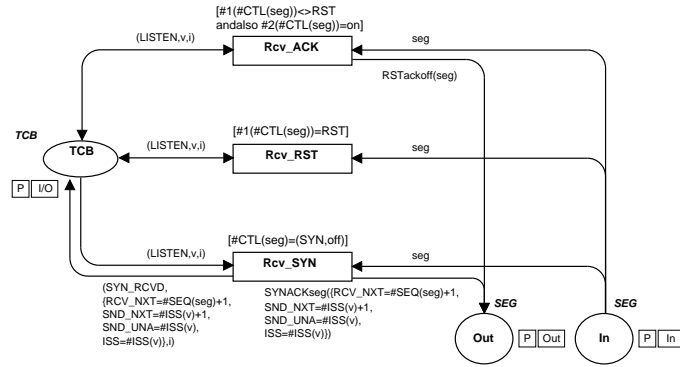 [#1(#CTL(seg))<>RST
andalso #2(#CTL(seg))=on]
(LISTEN,v,i)
Rcv_ACK
seg
RSTackoff(seg)
TCB
TCB
P I/O
(LISTEN,v,i)
[#1(#CTL(seg))=RST]
Rcv_RST
seg
(LISTEN,v,i)
[#CTL(seg)=(SYN,off)]
Rcv_SYN
seg
(SYN_RCVD,
{RCV_NXT=#SEQ(seg)+1,
SND_NXT=#ISS(v)+1,
SND_UNA=#ISS(v),
ISS=#ISS(v)},i)
SYNACKseg({RCV_NXT=#SEQ(seg)+1,
SND_NXT=#ISS(v)+1,
SND_UNA=#ISS(v),
ISS=#ISS(v)})
SEG
Out
P Out
SEG
In
P In